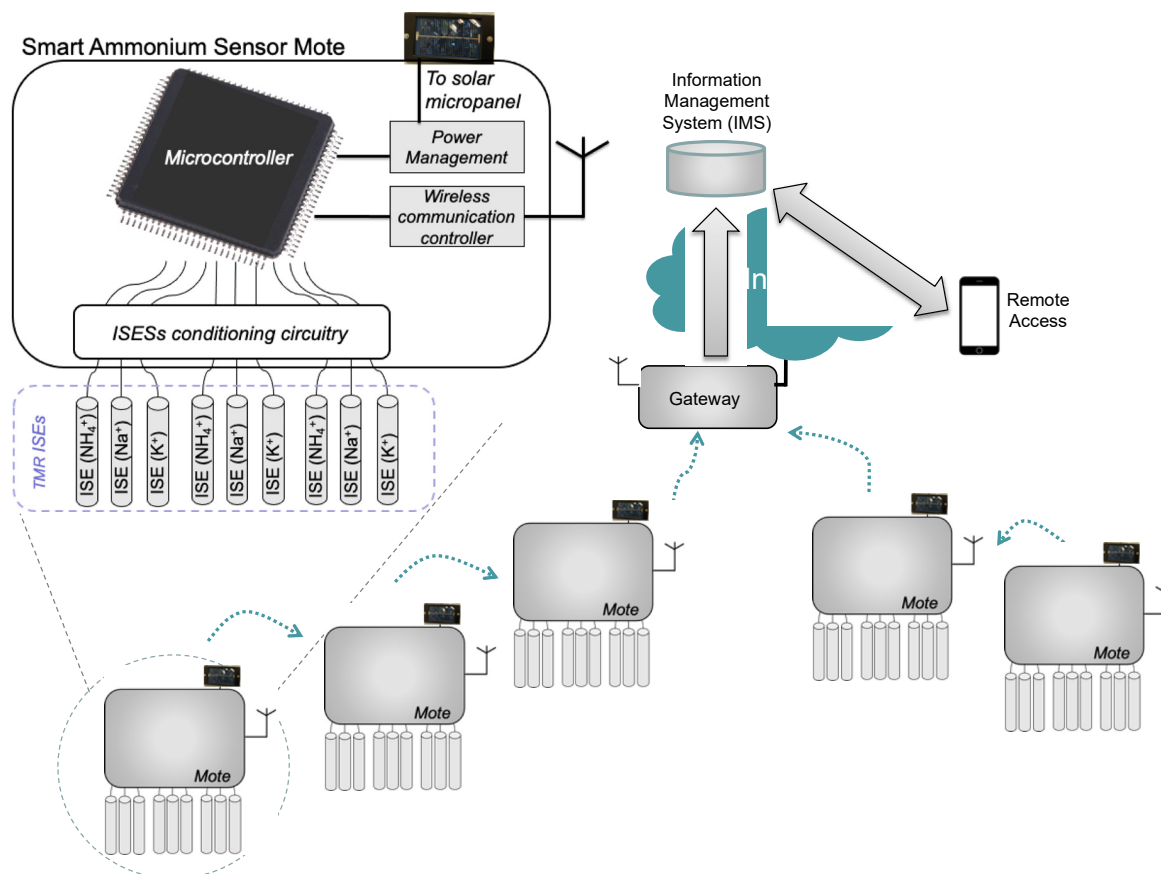 Smart Ammonium Sensor Mote
To solar
micropanel
Microcontroller
Power
Management
Wireless
communication
controller
ISESs conditioning circuitry
TMR ISEs
ISE (NH₄⁺)
ISE (Na⁺)
ISE (K⁺)
ISE (NH₄⁺)
ISE (Na⁺)
ISE (K⁺)
ISE (NH₄⁺)
ISE (Na⁺)
ISE (K⁺)
Information
Management
System (IMS)
In
Remote
Access
Gateway
Mote
Mote
Mote
Mote
Mote